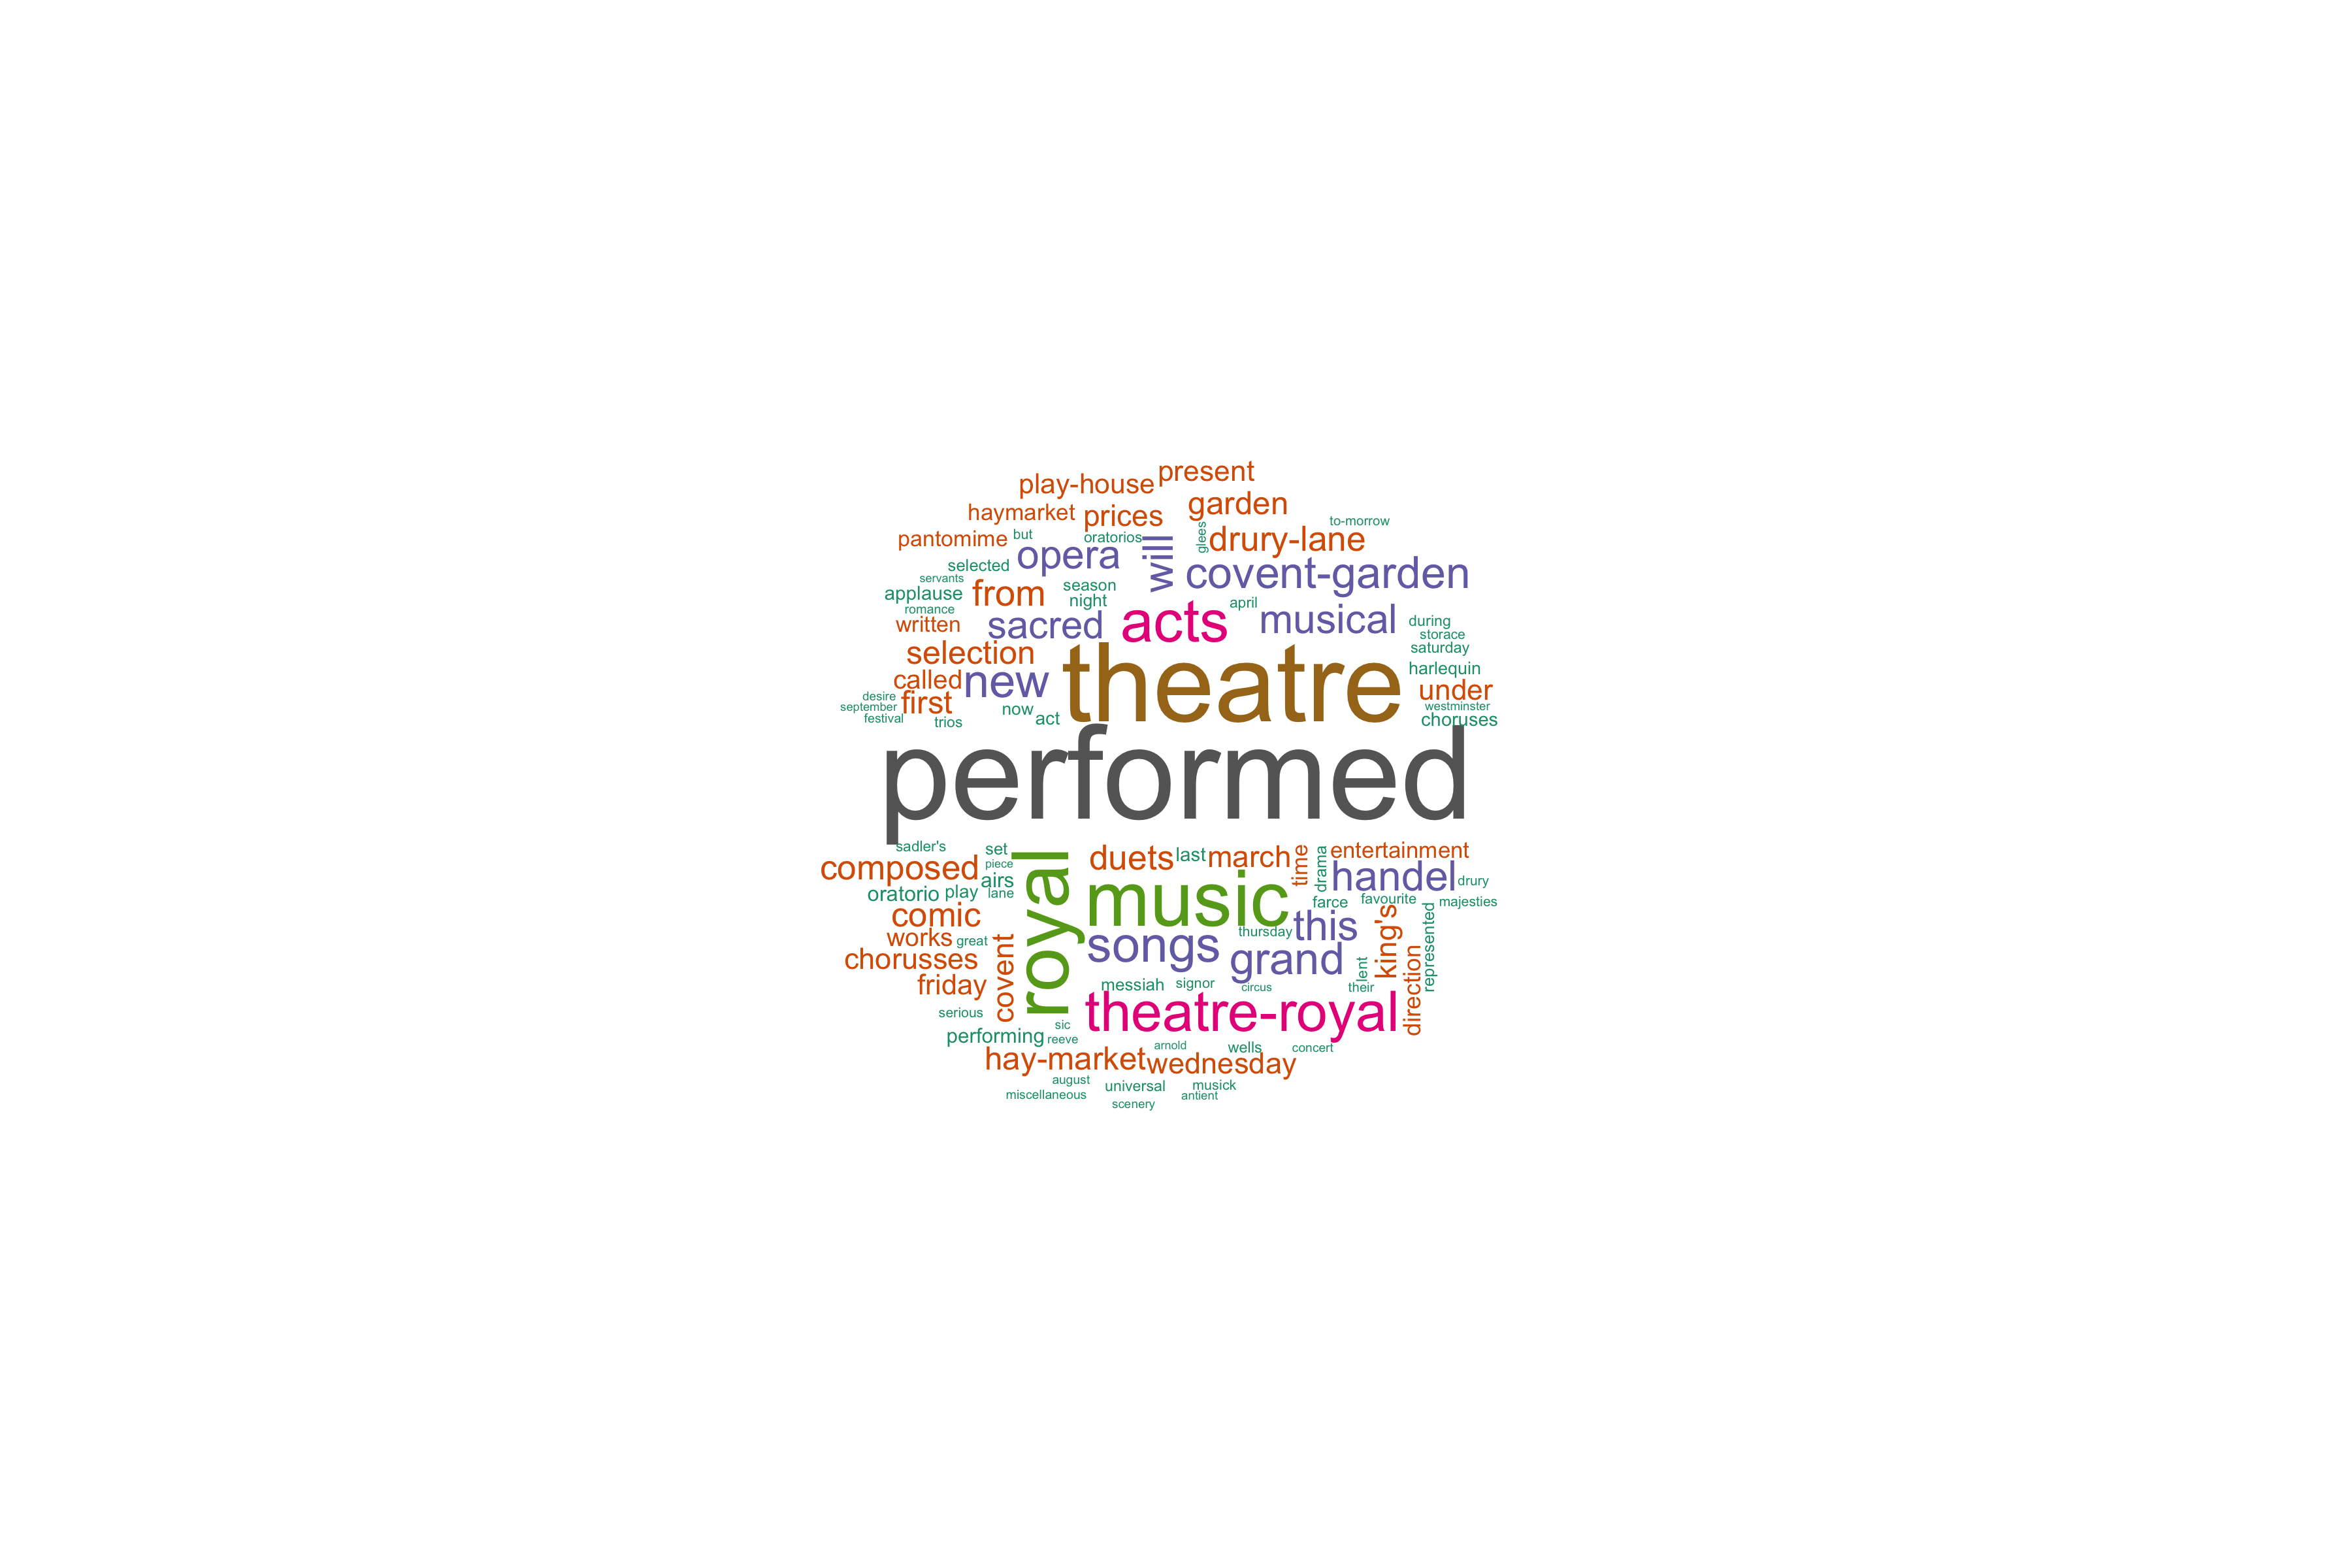 present
play-house
garden
haymarket
prices
to-morrow
glees
drury-lane
pantomime
but
oratorios
opera
will
selected
covent-garden
servants
season
applause
from
night
april
romance
acts
musical
written
sacred
during
storace
saturday
selection
theatre
harlequin
called
new
under
desire
first
september
now
westminster
festival
trios
act
choruses
performed
sadler's
set
duets
last
march
time
drama
entertainment
composed
piece
royal
airs
music
handel
drury
oratorio
play
lane
farce
favourite
majesties
comic
this
king's
represented
works
great
songs
thursday
grand
chorusses
covent
lent
direction
friday
messiah
signor
circus
their
theatre-royal
serious
sic
performing
reeve
arnold
wells
concert
hay-market
wednesday
august
universal
musick
miscellaneous
antient
scenery